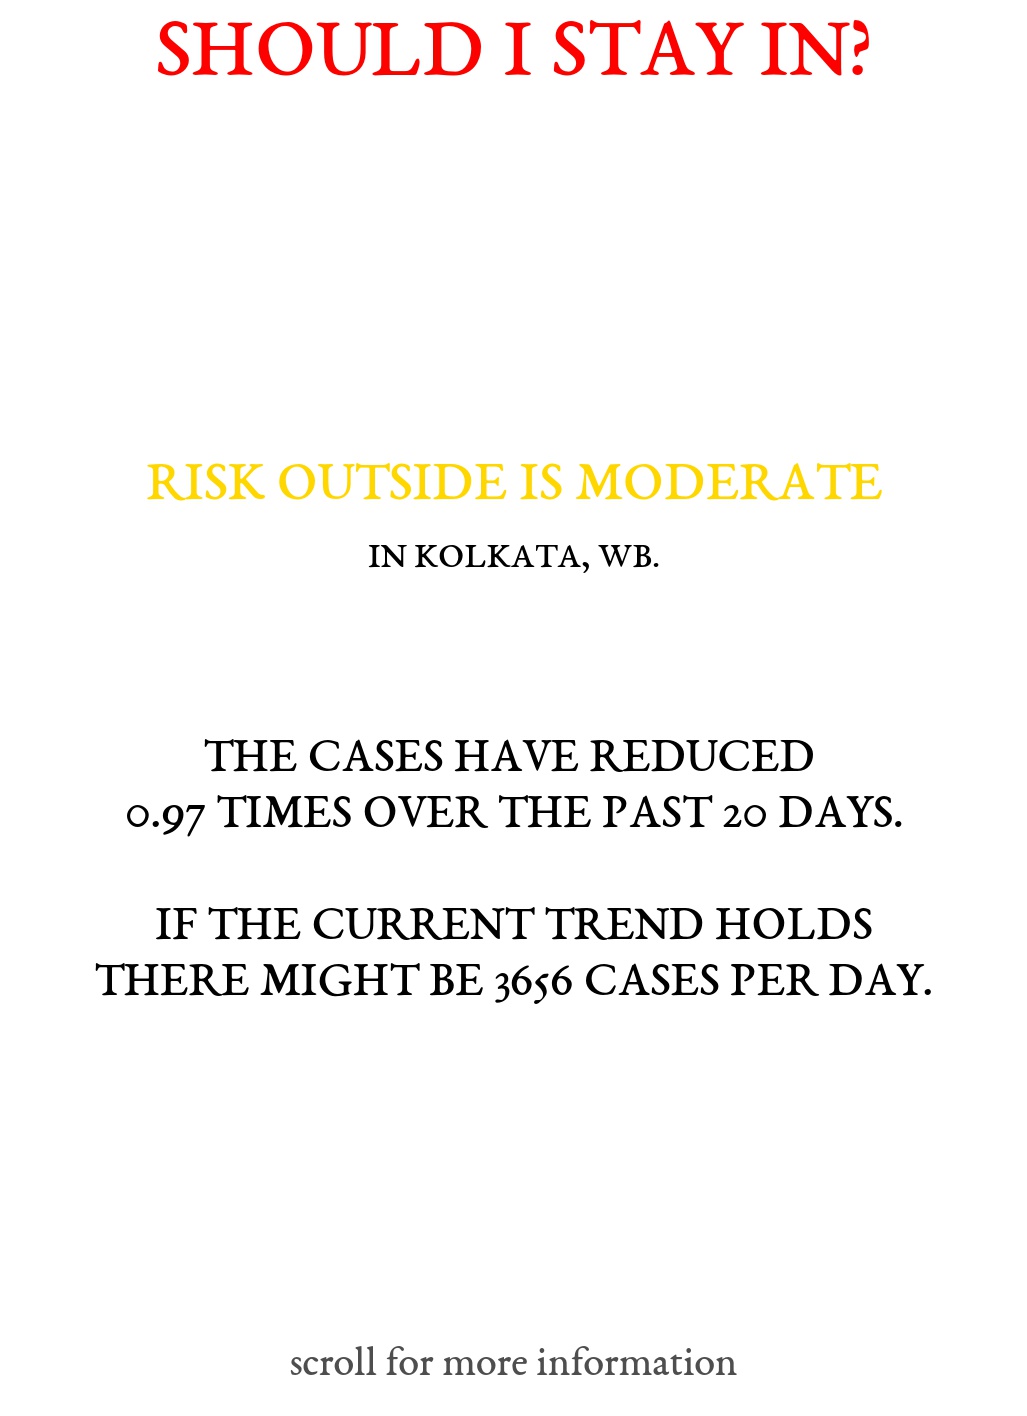 SHOULD I STAY IN?
RISK OUTSIDE IS MODERATE
IN KOLKATA, WB.
THE CASES HAVE REDUCED
0.97 TIMES OVER THE PAST 20 DAYS.
IF THE CURRENT TREND HOLDS
THERE MIGHT BE 3656 CASES PER DAY.
scroll for more information